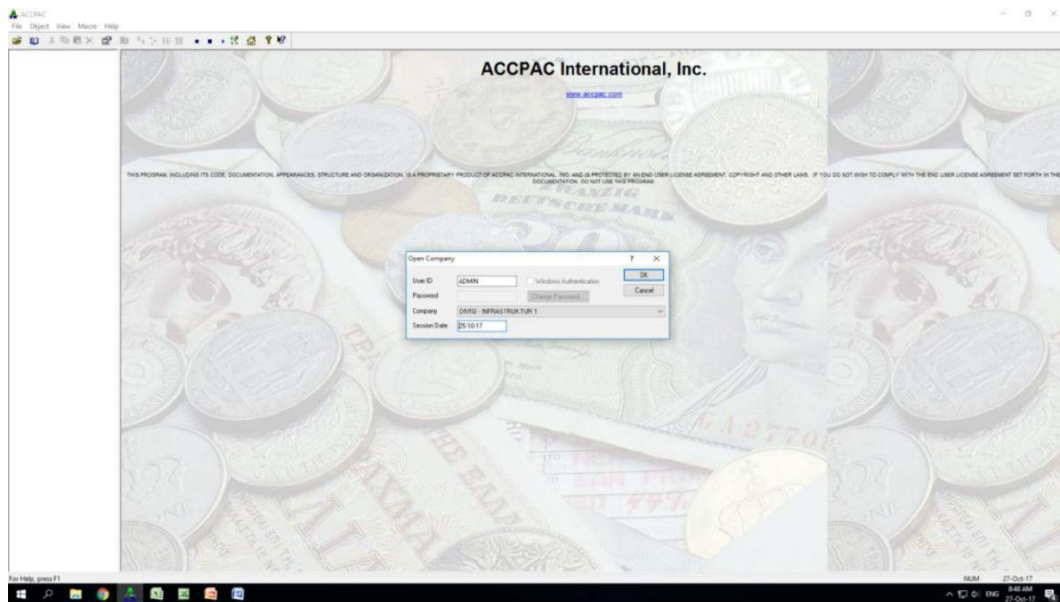 ACCPAC
File Object View Macro Help
ACCPAC International, Inc.
www.accpac.com
THIS PROGRAM, INCLUDING ITS CODE, DOCUMENTATION, APPEARANCES, STRUCTURE AND ORGANIZATION, IS A PROPRIETARY PRODUCT OF ACCPAC INTERNATIONAL, INC. AND IS PROTECTED BY AN END USER LICENSE AGREEMENT, COPYRIGHT AND OTHER LAWS. IF YOU DO NOT WISH TO COMPLY WITH THE END USER LICENSE AGREEMENT SET FORTH IN THE
DOCUMENTATION, DO NOT USE THIS PROGRAM.
DEUTSCHE MARK
Open Company
User ID ADMIN Windows Authentication OK
Password Change Password... Cancel
Company DIVISI - INFRASTRUKTUR 1
Session Date 25-10-17
For Help, press F1 NUM 27-Oct-17
ENG 8:48 AM
27-Oct-17